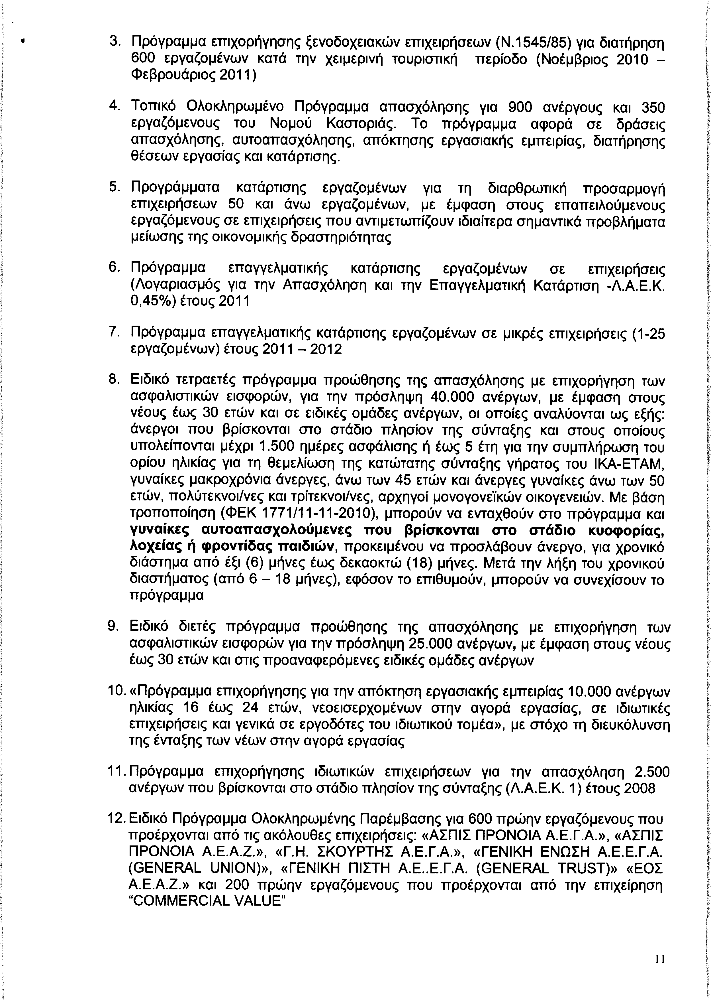 3. Πρόγραμμα επιχορήγησης ξενοδοχειακών επιχειρήσεων (Ν.1545/85) για διατήρηση
600 εργαζομένων κατά την χειμερινή τουριστική περίοδο (Νοέμβριος 2010 –
Φεβρουάριος 2011)
4. Τοπικό Ολοκληρωμένο Πρόγραμμα απασχόλησης για 900 ανέργους και 350
εργαζόμενους του Νομού Καστοριάς. Το πρόγραμμα αφορά σε δράσεις
απασχόλησης, αυτοαπασχόλησης, απόκτησης εργασιακής εμπειρίας, διατήρησης
θέσεων εργασίας και κατάρτισης.
5. Προγράμματα κατάρτισης εργαζομένων για τη διαρθρωτική προσαρμογή
επιχειρήσεων 50 και άνω εργαζομένων, με έμφαση στους επαπειλούμενους
εργαζόμενους σε επιχειρήσεις που αντιμετωπίζουν ιδιαίτερα σημαντικά προβλήματα
μείωσης της οικονομικής δραστηριότητας
6. Πρόγραμμα επαγγελματικής κατάρτισης εργαζομένων σε επιχειρήσεις
(Λογαριασμός για την Απασχόληση και την Επαγγελματική Κατάρτιση -Λ.Α.Ε.Κ.
0,45%) έτους 2011
7. Πρόγραμμα επαγγελματικής κατάρτισης εργαζομένων σε μικρές επιχειρήσεις (1-25
εργαζομένων) έτους 2011 – 2012
8. Ειδικό τετραετές πρόγραμμα προώθησης της απασχόλησης με επιχορήγηση των
ασφαλιστικών εισφορών, για την πρόσληψη 40.000 ανέργων, με έμφαση στους
νέους έως 30 ετών και σε ειδικές ομάδες ανέργων, οι οποίες αναλύονται ως εξής:
άνεργοι που βρίσκονται στο στάδιο πλησίον της σύνταξης και στους οποίους
υπολείπονται μέχρι 1.500 ημέρες ασφάλισης ή έως 5 έτη για την συμπλήρωση του
ορίου ηλικίας για τη θεμελίωση της κατώτατης σύνταξης γήρατος του ΙΚΑ-ΕΤΑΜ,
γυναίκες μακροχρόνια άνεργες, άνω των 45 ετών και άνεργες γυναίκες άνω των 50
ετών, πολύτεκνοι/νες και τρίτεκνοι/νες, αρχηγοί μονογονεϊκών οικογενειών. Με βάση
τροποποίηση (ΦΕΚ 1771/11-11-2010), μπορούν να ενταχθούν στο πρόγραμμα και
γυναίκες αυτοαπασχολούμενες που βρίσκονται στο στάδιο κυοφορίας,
λοχείας ή φροντίδας παιδιών, προκειμένου να προσλάβουν άνεργο, για χρονικό
διάστημα από έξι (6) μήνες έως δεκαοκτώ (18) μήνες. Μετά την λήξη του χρονικού
διαστήματος (από 6 – 18 μήνες), εφόσον το επιθυμούν, μπορούν να συνεχίσουν το
πρόγραμμα
9. Ειδικό διετές πρόγραμμα προώθησης της απασχόλησης με επιχορήγηση των
ασφαλιστικών εισφορών για την πρόσληψη 25.000 ανέργων, με έμφαση στους νέους
έως 30 ετών και στις προαναφερόμενες ειδικές ομάδες ανέργων
10. «Πρόγραμμα επιχορήγησης για την απόκτηση εργασιακής εμπειρίας 10.000 ανέργων
ηλικίας 16 έως 24 ετών, νεοεισερχομένων στην αγορά εργασίας, σε ιδιωτικές
επιχειρήσεις και γενικά σε εργοδότες του ιδιωτικού τομέα», με στόχο τη διευκόλυνση
της ένταξης των νέων στην αγορά εργασίας
11. Πρόγραμμα επιχορήγησης ιδιωτικών επιχειρήσεων για την απασχόληση 2.500
ανέργων που βρίσκονται στο στάδιο πλησίον της σύνταξης (Λ.Α.Ε.Κ. 1) έτους 2008
12. Ειδικό Πρόγραμμα Ολοκληρωμένης Παρέμβασης για 600 πρώην εργαζόμενους που
προέρχονται από τις ακόλουθες επιχειρήσεις: «ΑΣΠΙΣ ΠΡΟΝΟΙΑ Α.Ε.Γ.Α.», «ΑΣΠΙΣ
ΠΡΟΝΟΙΑ Α.Ε.Α.Ζ.», «Γ.Η. ΣΚΟΥΡΤΗΣ Α.Ε.Γ.Α.», «ΓΕΝΙΚΗ ΕΝΩΣΗ Α.Ε.Ε.Γ.Α.
(GENERAL UNION)», «ΓΕΝΙΚΗ ΠΙΣΤΗ Α.Ε..Ε.Γ.Α. (GENERAL TRUST)» «ΕΟΣ
Α.Ε.Α.Ζ.» και 200 πρώην εργαζόμενους που προέρχονται από την επιχείρηση
“COMMERCIAL VALUE”
11